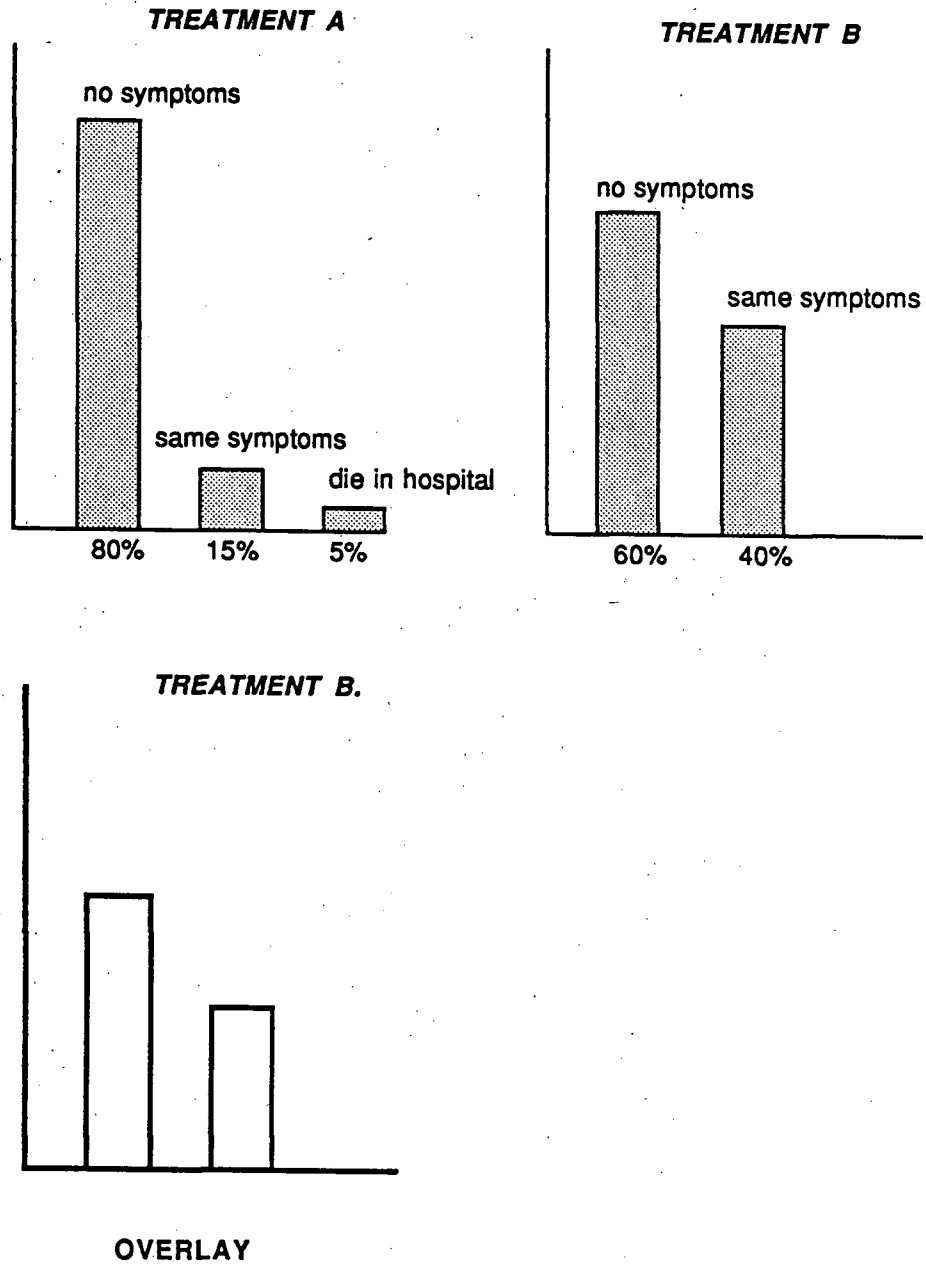 TREATMENT A
no symptoms
same symptoms
die in hospital
80% 15% 5%
TREATMENT B
no symptoms
same symptoms
60% 40%
TREATMENT B.
OVERLAY